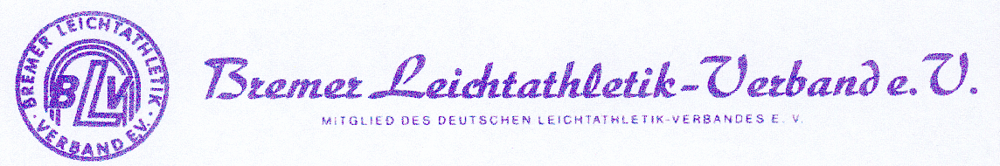 BREMER LEICHTATHLETIK
BLV
· VERBAND E.V. ·
Bremer Leichtathletik-Verband e.V.
MITGLIED DES DEUTSCHEN LEICHTATHLETIK-VERBANDES E. V.